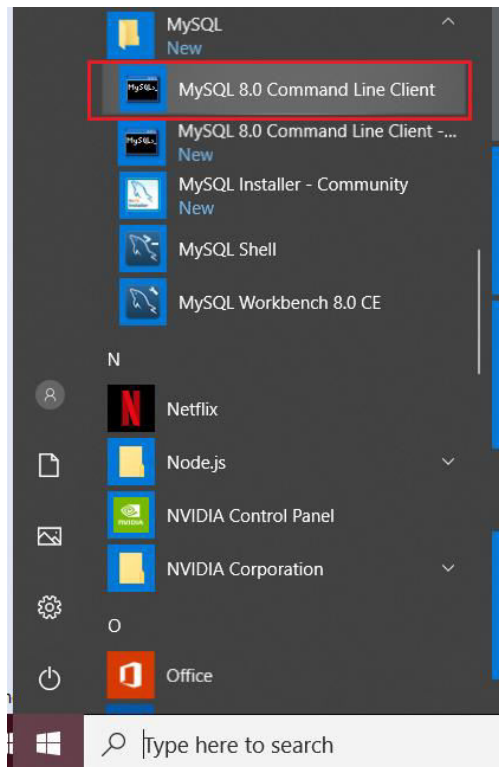 MySQL
New
MySQL 8.0 Command Line Client
MySQL 8.0 Command Line Client -...
New
MySQL Installer - Community
New
MySQL Shell
MySQL Workbench 8.0 CE
N
Netflix
Node.js
NVIDIA Control Panel
NVIDIA Corporation
O
Office
Type here to search